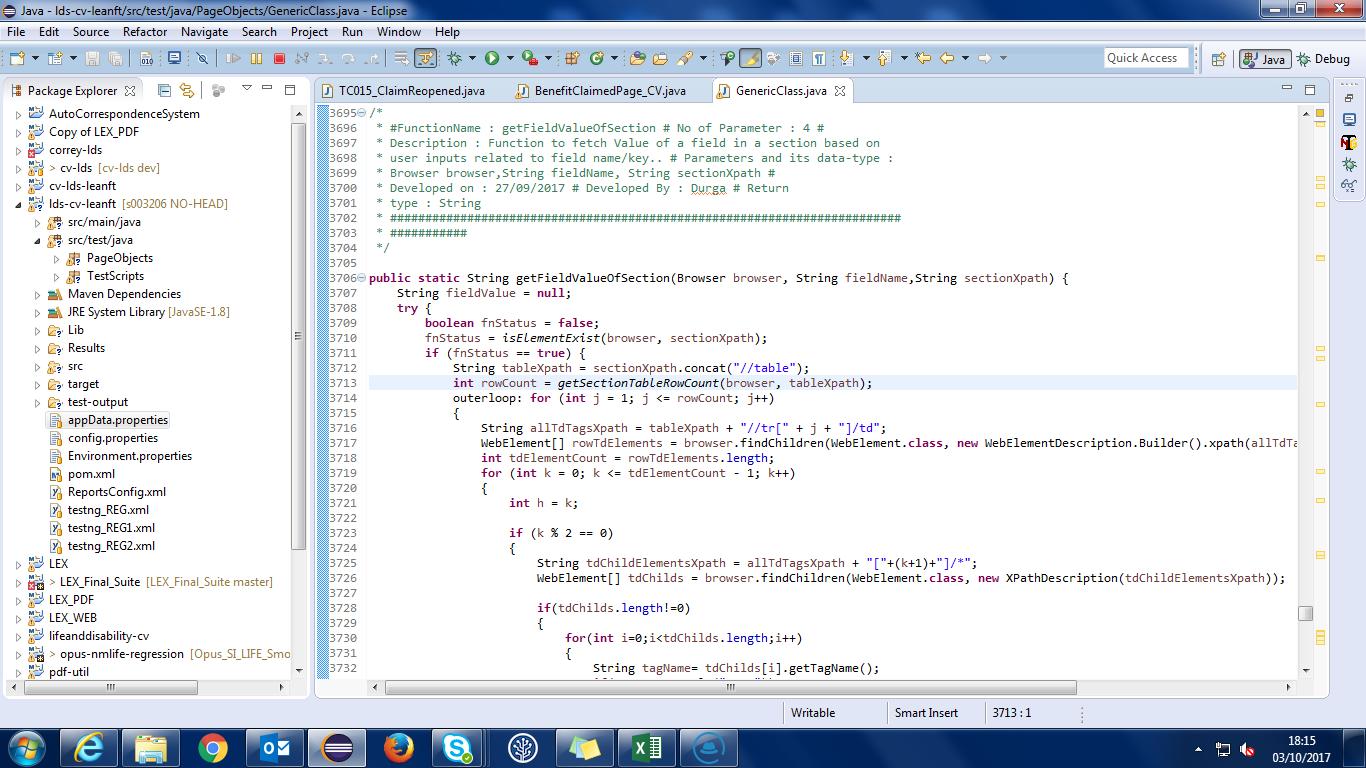 Java - lds-cv-leanft/src/test/java/PageObjects/GenericClass.java - Eclipse
File Edit Source Refactor Navigate Search Project Run Window Help
Quick Access
Java
Debug
Package Explorer
AutoCorrespondenceSystem
Copy of LEX_PDF
correy-lds
> cv-lds [cv-lds dev]
cv-lds-leanft
lds-cv-leanft [s003206 NO-HEAD]
src/main/java
src/test/java
PageObjects
TestScripts
Maven Dependencies
JRE System Library [JavaSE-1.8]
Lib
Results
src
target
test-output
appData.properties
config.properties
Environment.properties
pom.xml
ReportsConfig.xml
testng_REG.xml
testng_REG1.xml
testng_REG2.xml
LEX
> LEX_Final_Suite [LEX_Final_Suite master]
LEX_PDF
LEX_WEB
lifeanddisability-cv
> opus-nmlife-regression [Opus_SI_LIFE_Smo
pdf-util
TC015_ClaimReopened.java
BenefitClaimedPage_CV.java
GenericClass.java
3695 /*
3696 * #FunctionName : getFieldValueOfSection # No of Parameter : 4 #
3697 * Description : Function to fetch Value of a field in a section based on
3698 * user inputs related to field name/key.. # Parameters and its data-type :
3699 * Browser browser,String fieldName, String sectionXpath #
3700 * Developed on : 27/09/2017 # Developed By : Durga # Return
3701 * type : String
3702 * #########################################################################
3703 * ###########
3704 */
3705
3706 public static String getFieldValueOfSection(Browser browser, String fieldName,String sectionXpath) {
3707 String fieldValue = null;
3708 try {
3709 boolean fnStatus = false;
3710 fnStatus = isElementExist(browser, sectionXpath);
3711 if (fnStatus == true) {
3712 String tableXpath = sectionXpath.concat("//table");
3713 int rowCount = getSectionTableRowCount(browser, tableXpath);
3714 outerloop: for (int j = 1; j <= rowCount; j++)
3715 {
3716 String allTdTagsXpath = tableXpath + "//tr[" + j + "]/td";
3717 WebElement[] rowTdElements = browser.findChildren(WebElement.class, new WebElementDescription.Builder().xpath(allTdTa
3718 int tdElementCount = rowTdElements.length;
3719 for (int k = 0; k <= tdElementCount - 1; k++)
3720 {
3721 int h = k;
3722
3723 if (k % 2 == 0)
3724 {
3725 String tdChildElementsXpath = allTdTagsXpath + "["+(k+1)+"]/*";
3726 WebElement[] tdChilds = browser.findChildren(WebElement.class, new XPathDescription(tdChildElementsXpath));
3727
3728 if(tdChilds.length!=0)
3729 {
3730 for(int i=0;i<tdChilds.length;i++)
3731 {
3732 String tagName= tdChilds[i].getTagName();
Writable
Smart Insert
3713 : 1
18:15
03/10/2017